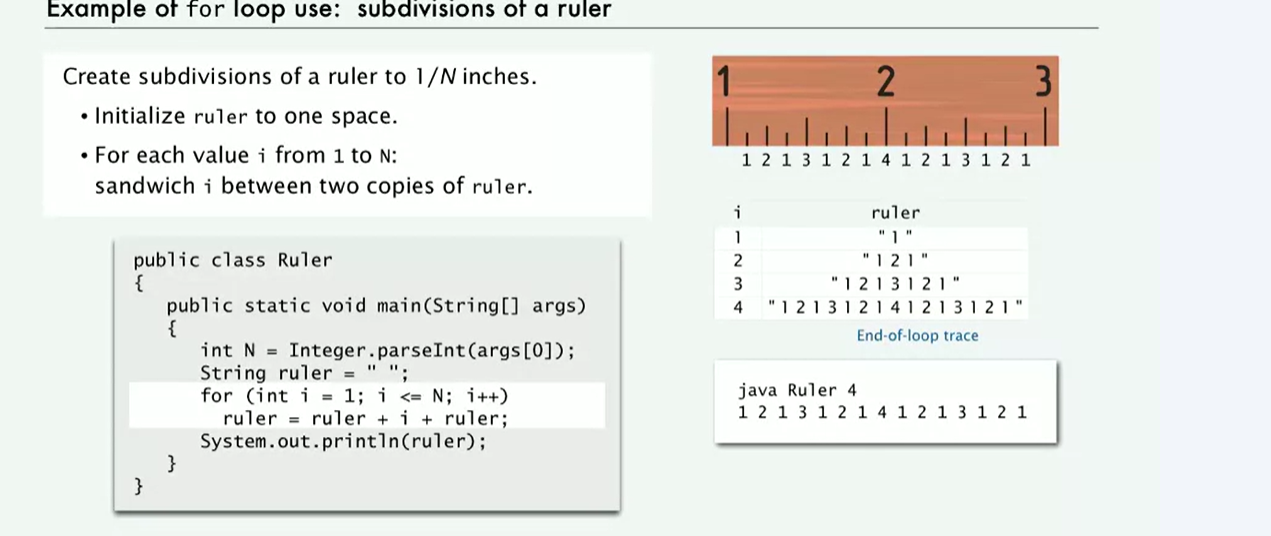 Example of for loop use: subdivisions of a ruler
Create subdivisions of a ruler to 1/N inches.
• Initialize ruler to one space.
• For each value i from 1 to N:
sandwich i between two copies of ruler.
public class Ruler
{
public static void main(String[] args)
{
int N = Integer.parseInt(args[0]);
String ruler = " ";
for (int i = 1; i <= N; i++)
ruler = ruler + i + ruler;
System.out.println(ruler);
}
}
1 2 3
1 2 1 3 1 2 1 4 1 2 1 3 1 2 1
i ruler
1 " 1 "
2 " 1 2 1 "
3 " 1 2 1 3 1 2 1 "
4 " 1 2 1 3 1 2 1 4 1 2 1 3 1 2 1 "
End-of-loop trace
java Ruler 4
1 2 1 3 1 2 1 4 1 2 1 3 1 2 1